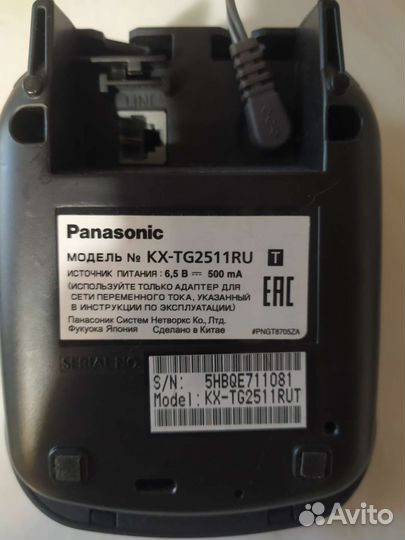 LINE
Panasonic
МОДЕЛЬ № KX-TG2511RU T
ИСТОЧНИК ПИТАНИЯ: 6,5 В 500 mA
(ИСПОЛЬЗУЙТЕ ТОЛЬКО АДАПТЕР ДЛЯ
СЕТИ ПЕРЕМЕННОГО ТОКА, УКАЗАННЫЙ
В ИНСТРУКЦИИ ПО ЭКСПЛУАТАЦИИ.)
Панасоник Систем Нетворкс Ко., Лтд.
Фукуока Япония Сделано в Китае
EAC
#PNGT8705ZA
SERIAL NO.
S/N: 5HBQE711081
Model: KX-TG2511RUT
Avito